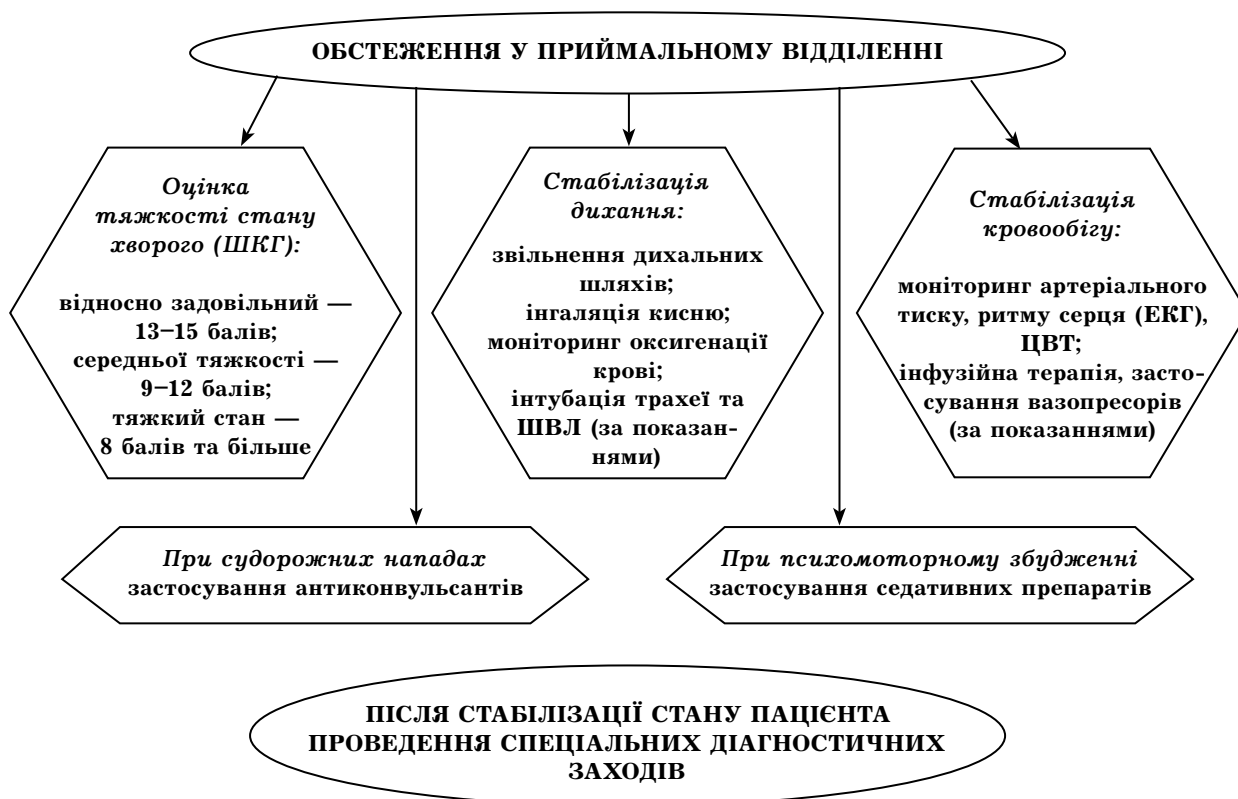 ОБСТЕЖЕННЯ У ПРИЙМАЛЬНОМУ ВІДДІЛЕННІ
Оцінка
тяжкості стану
хворого (ШКГ):
відносно задовільний —
13–15 балів;
середньої тяжкості —
9–12 балів;
тяжкий стан —
8 балів та більше
Стабілізація
дихання:
звільнення дихальних
шляхів;
інгаляція кисню;
моніторинг оксигенації
крові;
інтубація трахеї та
ШВЛ (за показан-
нями)
Стабілізація
кровообігу:
моніторинг артеріального
тиску, ритму серця (ЕКГ),
ЦВТ;
інфузійна терапія, засто-
сування вазопресорів
(за показаннями)
При судорожних нападах
застосування антиконвульсантів
При психомоторному збудженні
застосування седативних препаратів
ПІСЛЯ СТАБІЛІЗАЦІЇ СТАНУ ПАЦІЄНТА
ПРОВЕДЕННЯ СПЕЦІАЛЬНИХ ДІАГНОСТИЧНИХ
ЗАХОДІВ